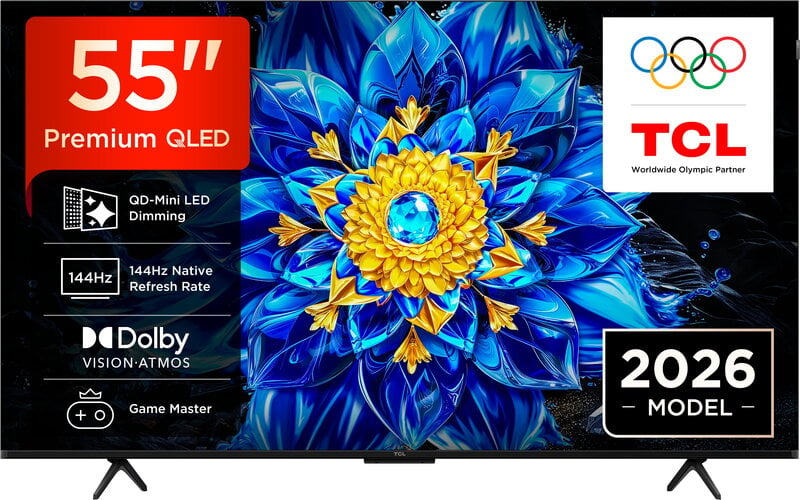 55"
Premium QLED
QD-Mini LED
Dimming
144Hz
144Hz Native
Refresh Rate
Dolby
VISION·ATMOS
Game Master
TCL
Worldwide Olympic Partner
2026
– MODEL –
TCL